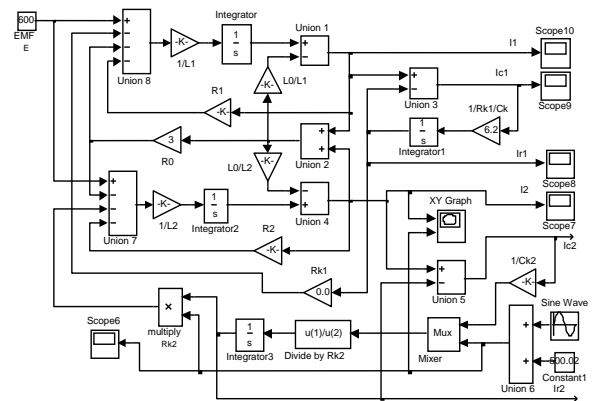 600
EMF
E
+
-
-
-
Union 8
-K-
1/L1
Integrator
1
s
Union 1
+
-
I1
Scope10
-K-
L0/L1
R1
-K-
+
-
Union 3
Ic1
Scope9
1/Rk1/Ck
6.2
1
s
Integrator1
3
R0
+
+
Union 2
L0/L2
-K-
Ir1
Scope8
+
-
-
-
Union 7
-K-
1/L2
1
s
Integrator2
-
+
Union 4
I2
Scope7
XY Graph
R2
-K-
Ic2
+
-
Union 5
1/Ck2
-K-
Rk1
0.0
×
multiply
Rk2
Scope6
1
s
Integrator3
u(1)/u(2)
Divide by Rk2
Mux
Mixer
+
+
Union 6
Sine Wave
500.02
Constant1
Ir2